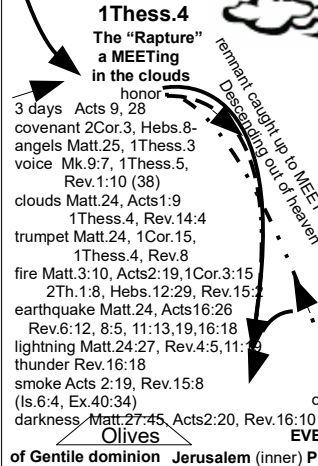 1Thess.4
The “Rapture”
a MEETing
in the clouds
honor
remnant caught up to MEET
Descending out of heaven
3 days Acts 9, 28
covenant 2Cor.3, Hebs.8-
angels Matt.25, 1Thess.3
voice Mk.9:7, 1Thess.5,
Rev.1:10 (38)
clouds Matt.24, Acts1:9
1Thess.4, Rev.14:4
trumpet Matt.24, 1Cor.15,
1Thess.4, Rev.8
fire Matt.3:10, Acts2:19,1Cor.3:15
2Th.1:8, Hebs.12:29, Rev.15:2
earthquake Matt.24, Acts16:26
Rev.6:12, 8:5, 11:13,19,16:18
lightning Matt.24:27, Rev.4:5,11:19
thunder Rev.16:18
smoke Acts 2:19, Rev.15:8
(Is.6:4, Ex.40:34)
darkness Matt.27:45, Acts2:20, Rev.16:10
Olives
of Gentile dominion Jerusalem (inner)